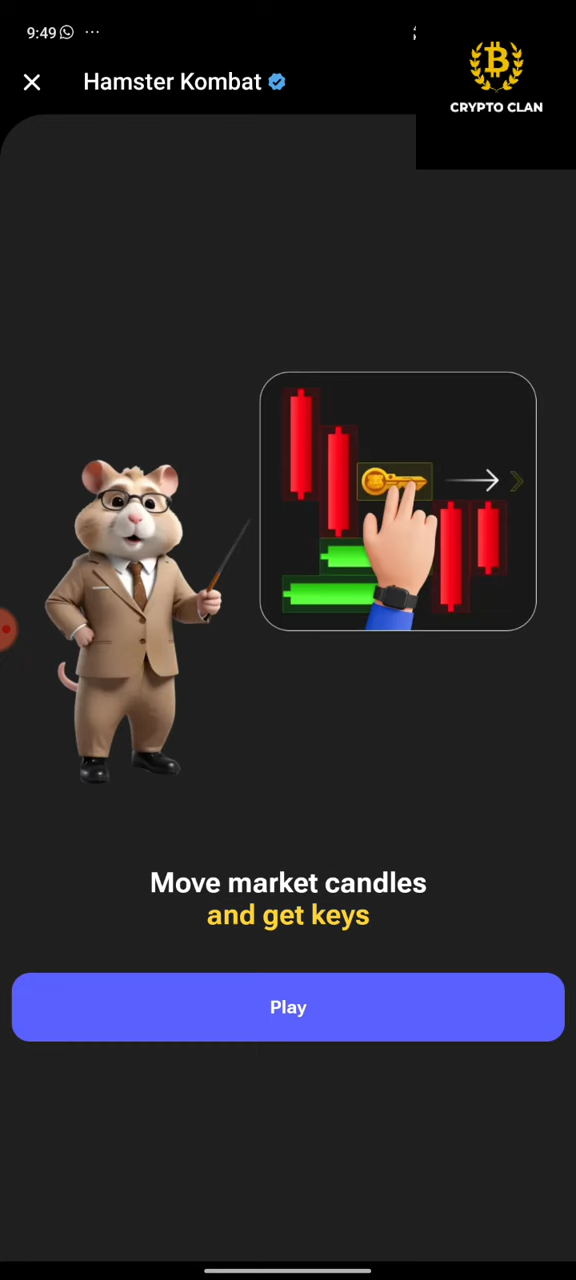 9:49
Hamster Kombat
CRYPTO CLAN
Move market candles
and get keys
Play